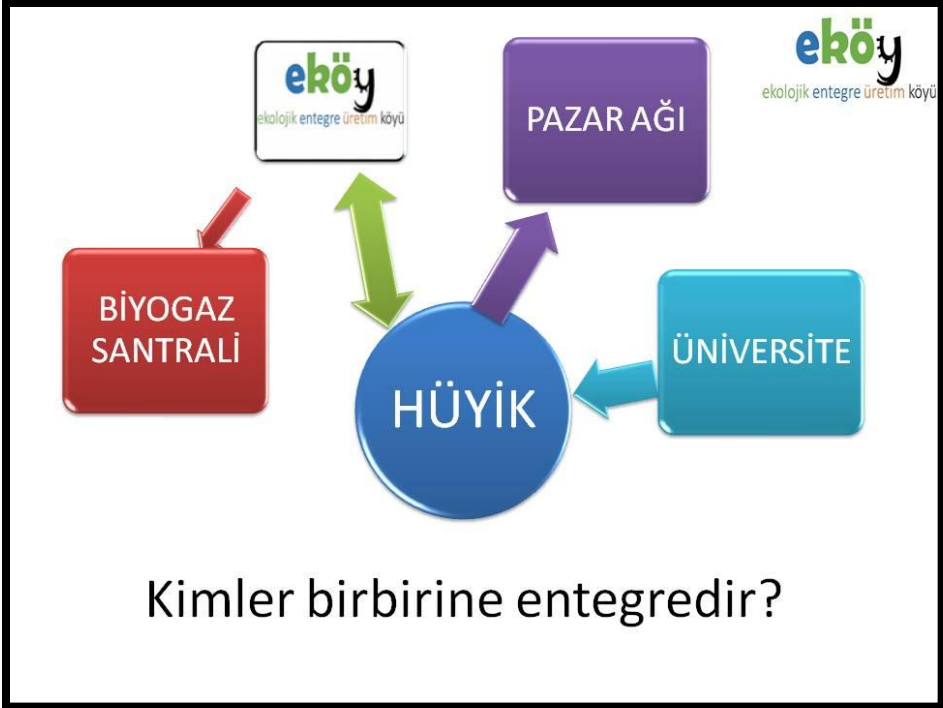 eköy
ekolojik entegre üretim köyü
eköy
ekolojik entegre üretim köyü
PAZAR AĞI
BİYOGAZ
SANTRALİ
ÜNİVERSİTE
HÜYİK
Kimler birbirine entegredir?